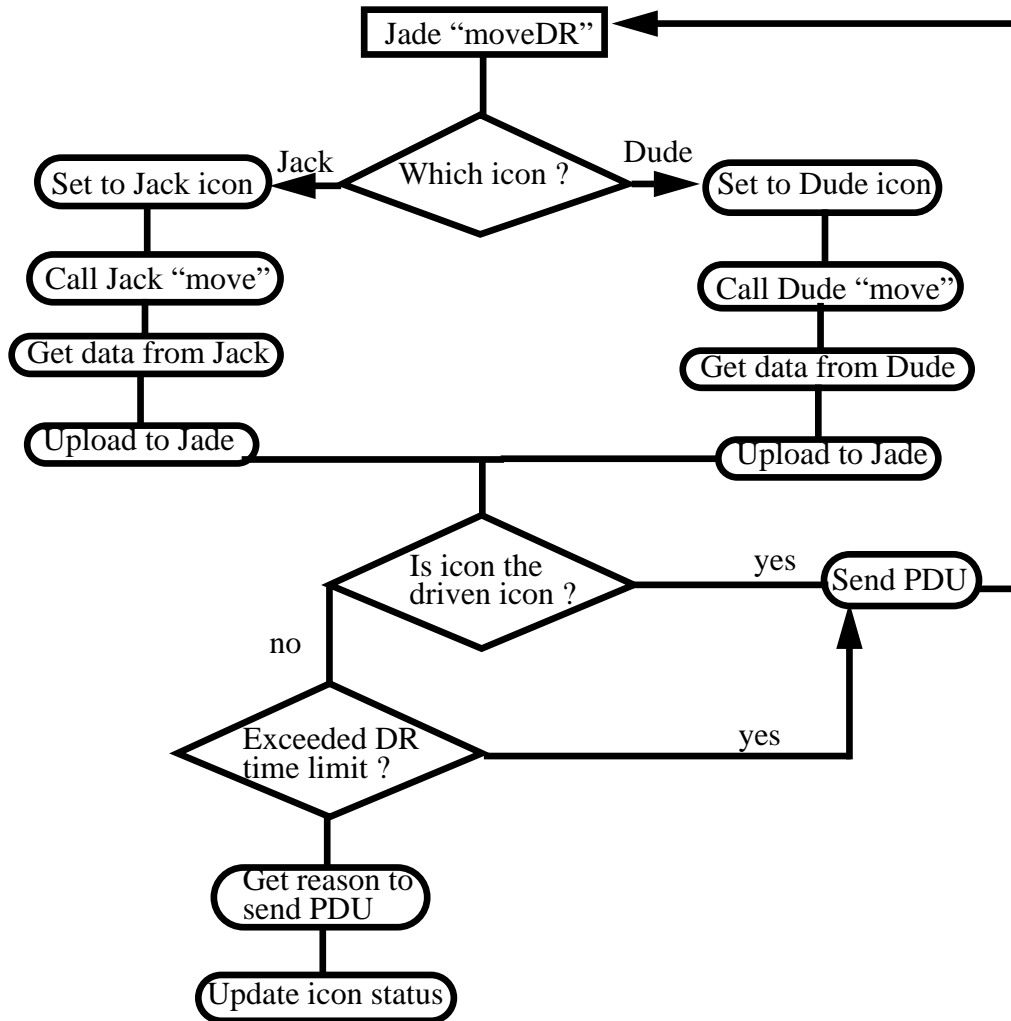 Jade “moveDR”
Which icon ?
Jack
Dude
Set to Jack icon
Set to Dude icon
Call Jack “move”
Call Dude “move”
Get data from Jack
Get data from Dude
Upload to Jade
Upload to Jade
Is icon the
driven icon ?
yes
Send PDU
no
Exceeded DR
time limit ?
yes
Get reason to
send PDU
Update icon status